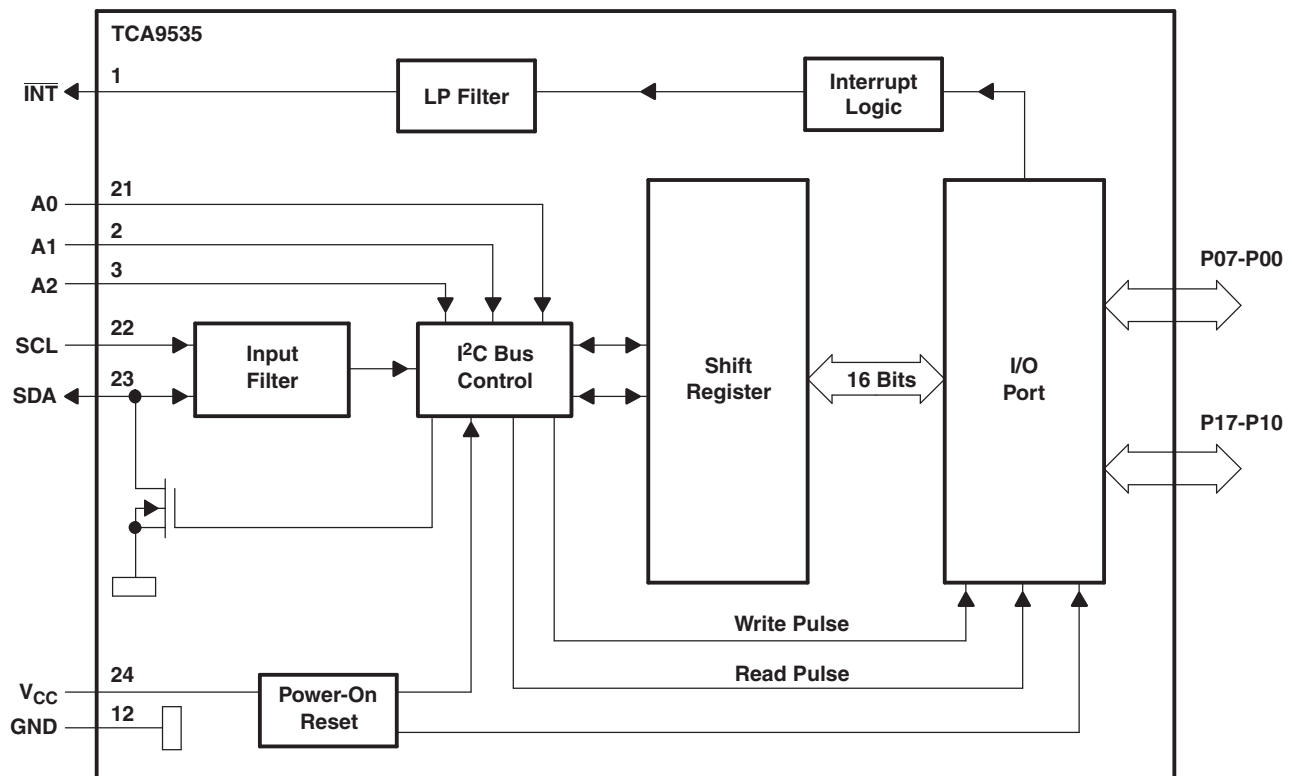 TCA9535
INT
1
LP Filter
Interrupt
Logic
A0
21
A1
2
A2
3
SCL
22
SDA
23
Input
Filter
I²C Bus
Control
Shift
Register
16 Bits
I/O
Port
P07-P00
P17-P10
Write Pulse
Read Pulse
VCC
24
GND
12
Power-On
Reset